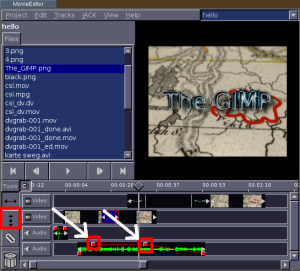 MovieEditor
Project Edit Tracks JACK View Help
hello
hello
Files
3.png
4.png
The_GIMP.png
black.png
csi.mov
csi.mpg
csi_dv.dv
csi_dv.mov
dvgrab-001.mov
dvgrab-001_done.avi
dvgrab-001_done.mov
dvgrab-001_ed.mov
karte sweg.avi
The GIMP
Tools
0:-22 00:00:04 00:00:20 00:00:37 00:00:53 00:01:10
Video
Video
Audio
Audio